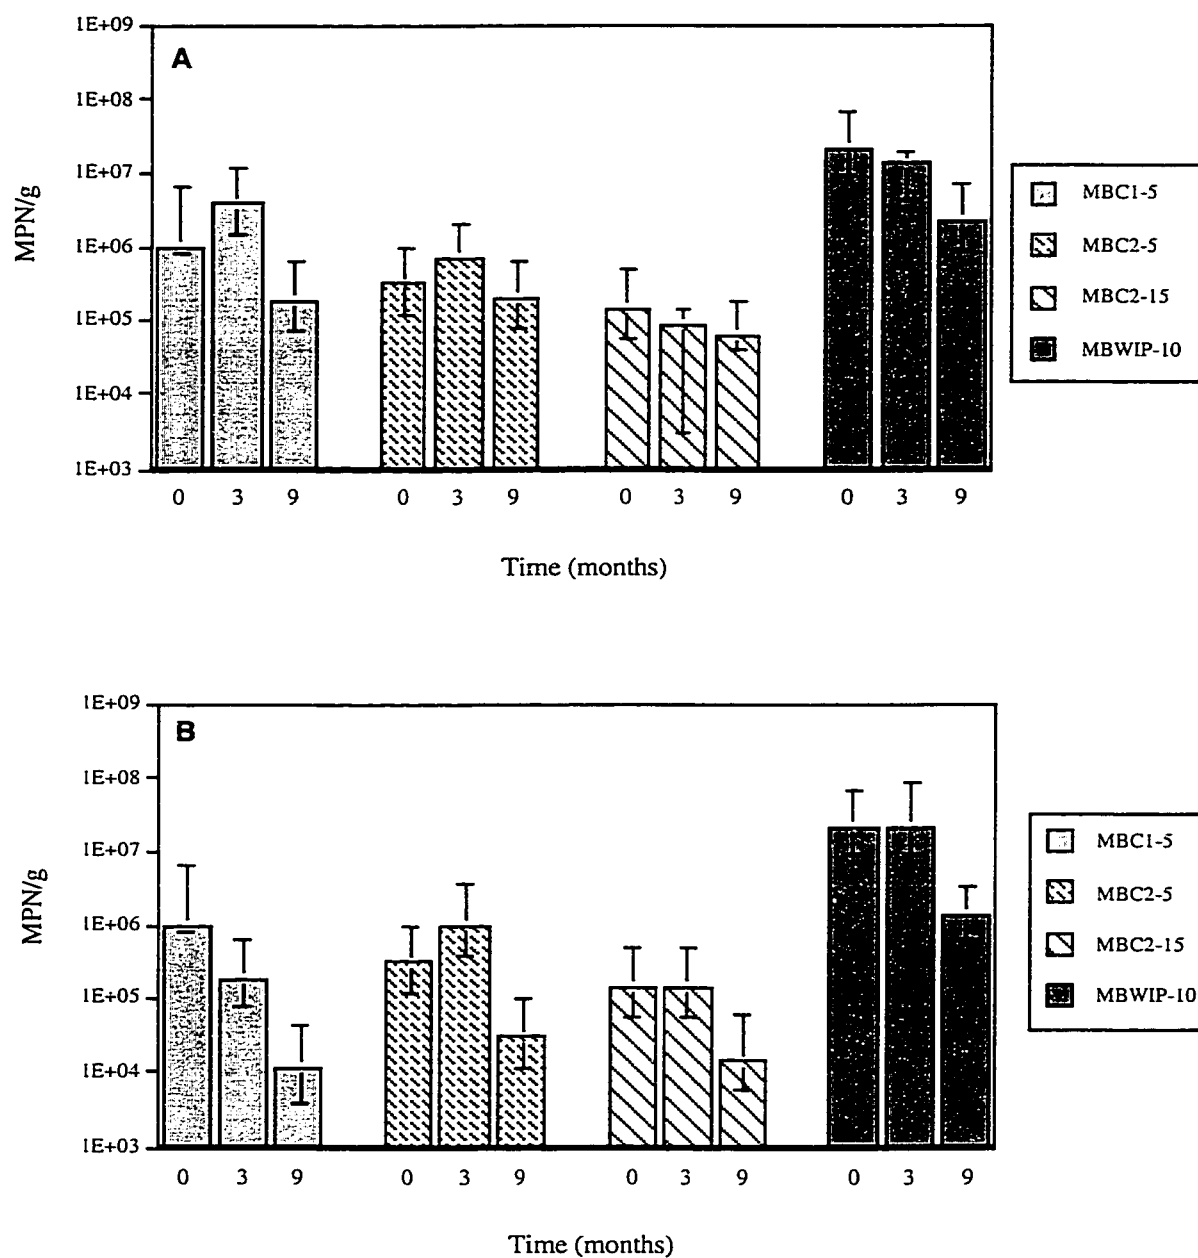 1E+09
A
1E+08
1E+07
1E+06
1E+05
1E+04
1E+03
MPN/g
0 3 9 0 3 9 0 3 9 0 3 9
Time (months)
MBC1-5
MBC2-5
MBC2-15
MBWIP-10
1E+09
B
1E+08
1E+07
1E+06
1E+05
1E+04
1E+03
MPN/g
0 3 9 0 3 9 0 3 9 0 3 9
Time (months)
MBC1-5
MBC2-5
MBC2-15
MBWIP-10